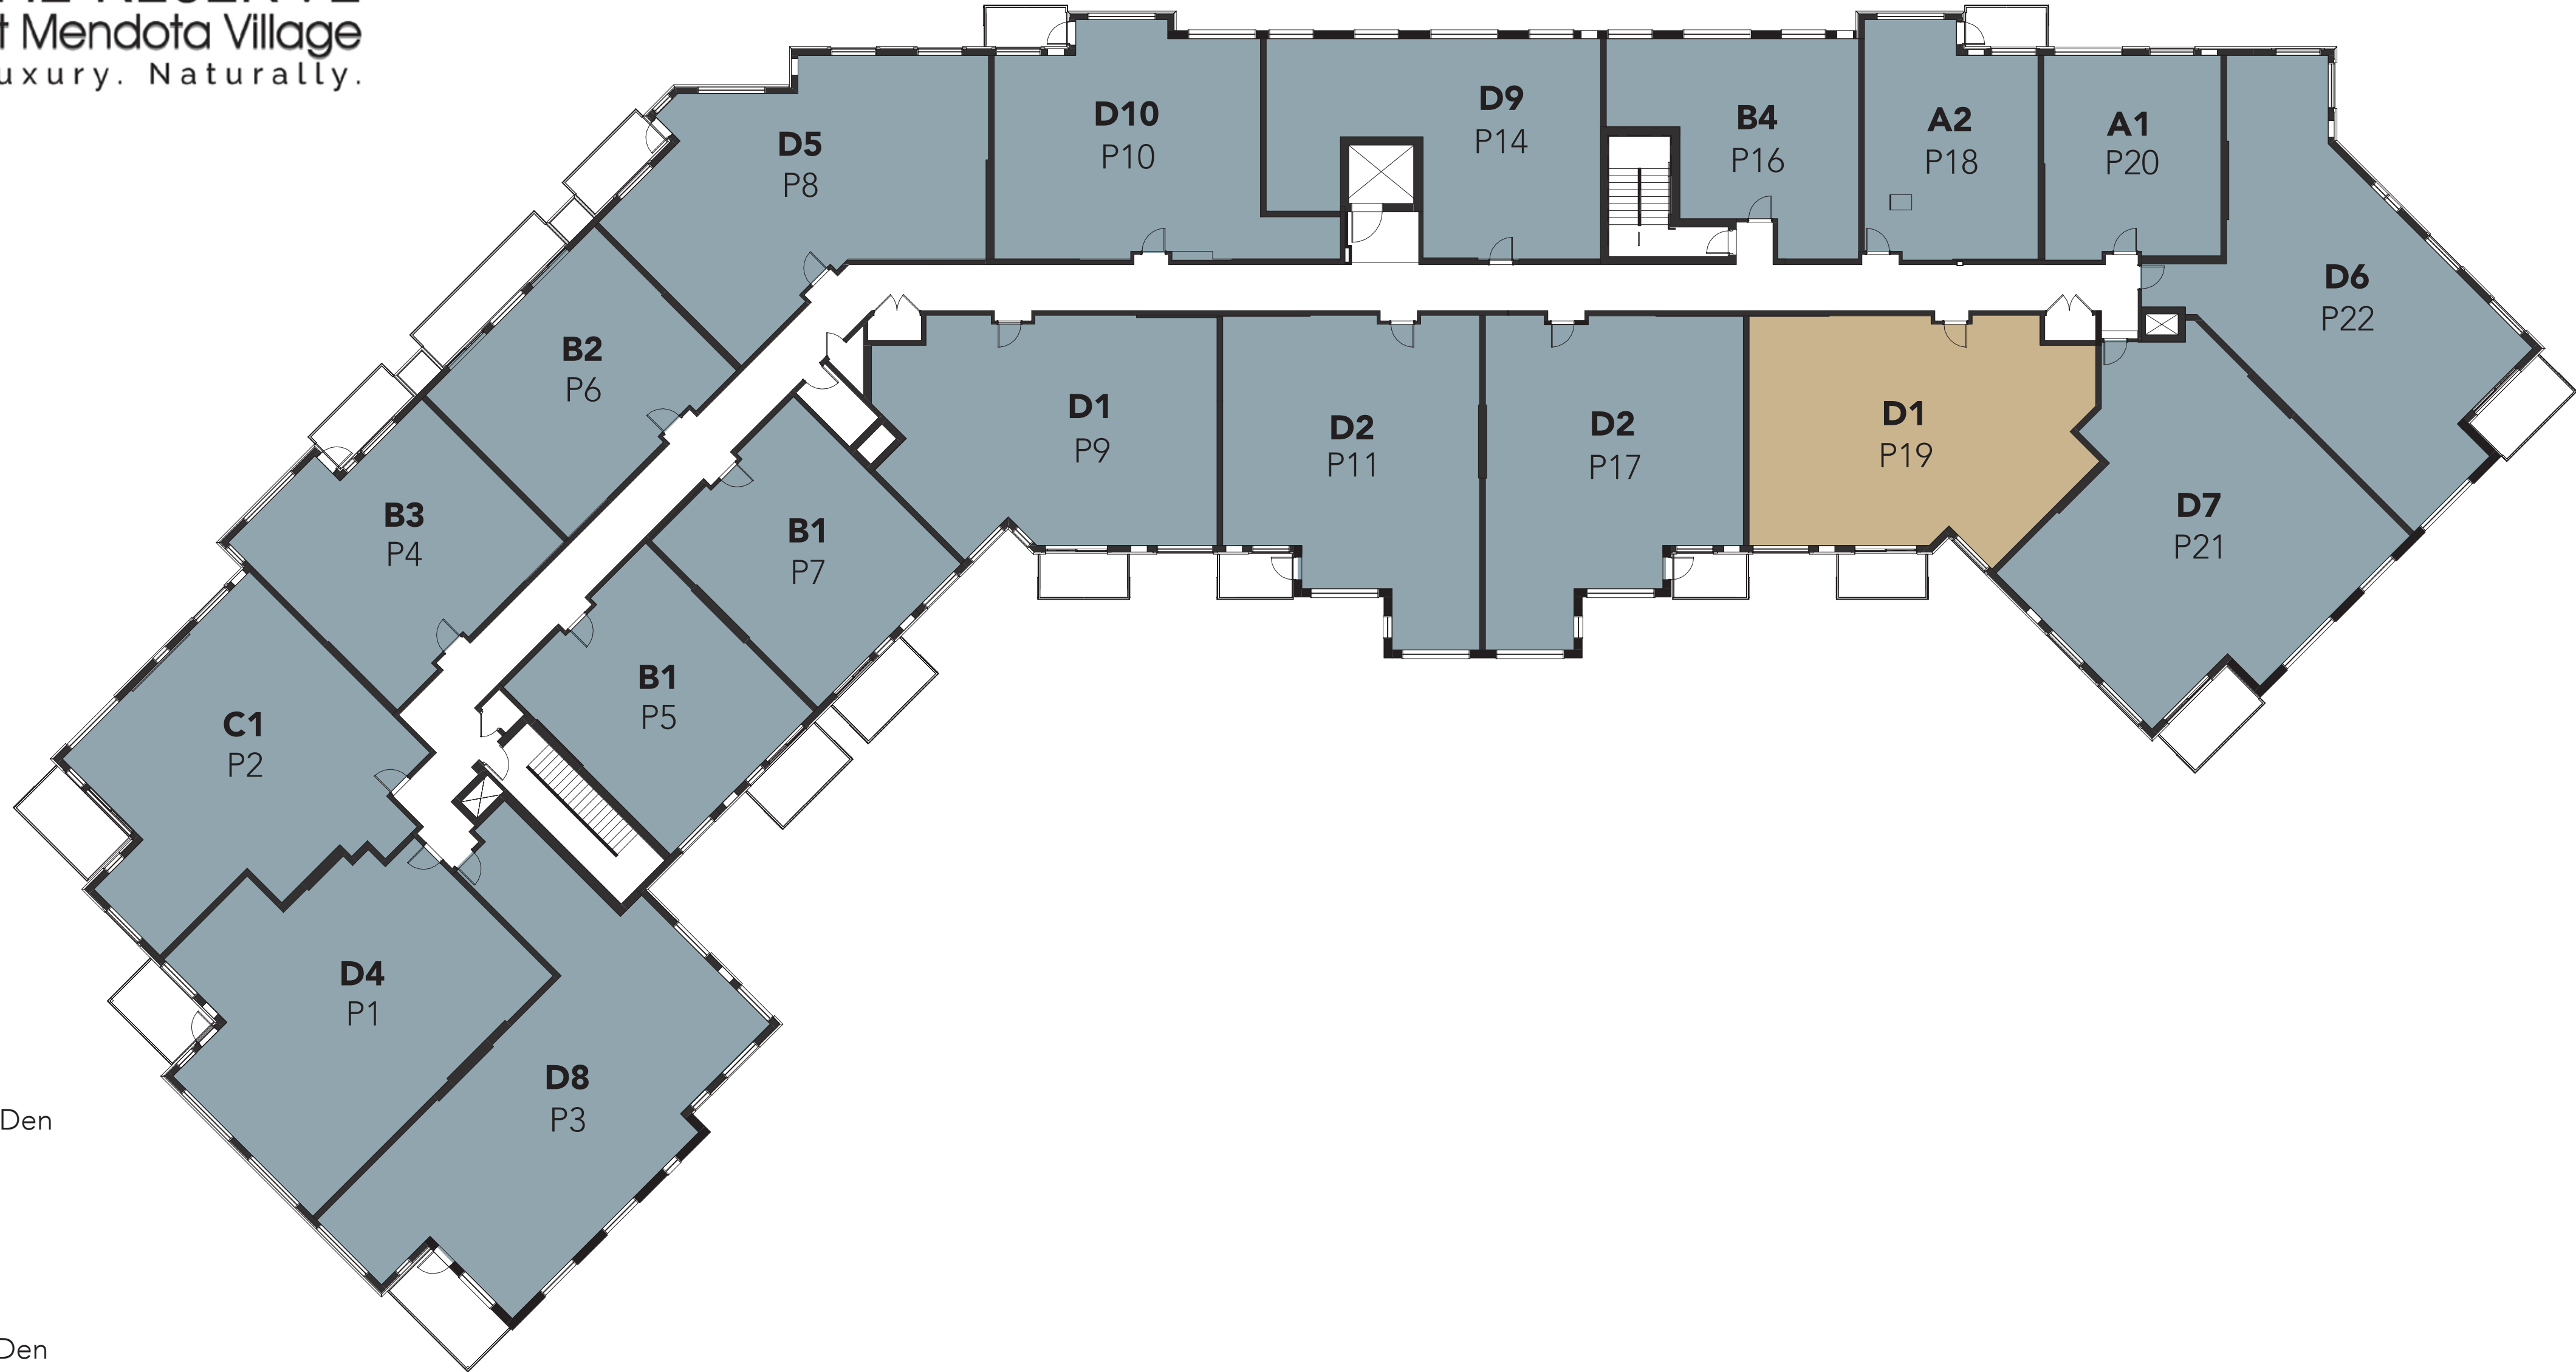 t Mendota Village
uxury. Naturally.
D5
P8
D10
P10
D9
P14
B4
P16
A2
P18
A1
P20
D6
P22
B2
P6
D1
P9
D2
P11
D2
P17
D1
P19
D7
P21
B3
P4
B1
P7
B1
P5
C1
P2
D4
P1
D8
P3
Den
Den